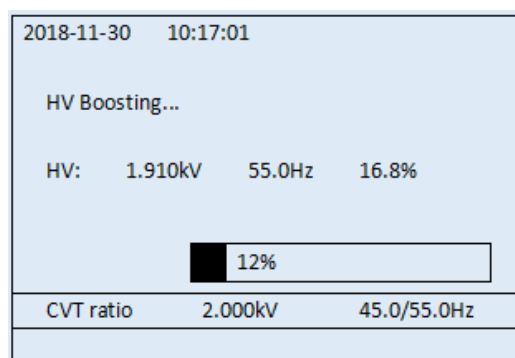 2018-11-30 10:17:01
HV Boosting...
HV: 1.910kV 55.0Hz 16.8%
12%
CVT ratio 2.000kV 45.0/55.0Hz